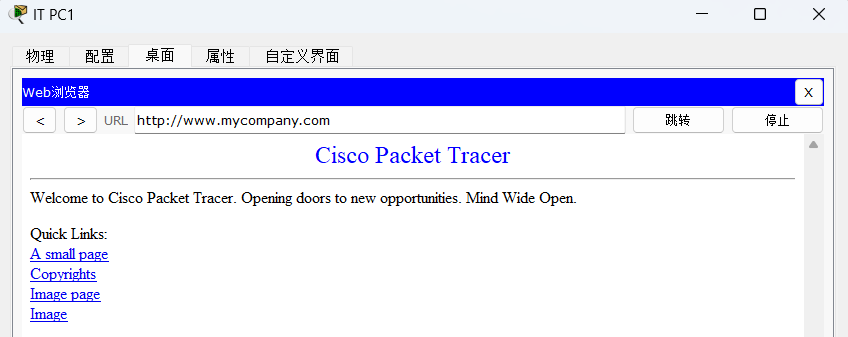 IT PC1
物理 配置 桌面 属性 自定义界面
Web浏览器 X
< > URL http://www.mycompany.com 跳转 停止
Cisco Packet Tracer
Welcome to Cisco Packet Tracer. Opening doors to new opportunities. Mind Wide Open.
Quick Links:
A small page
Copyrights
Image page
Image